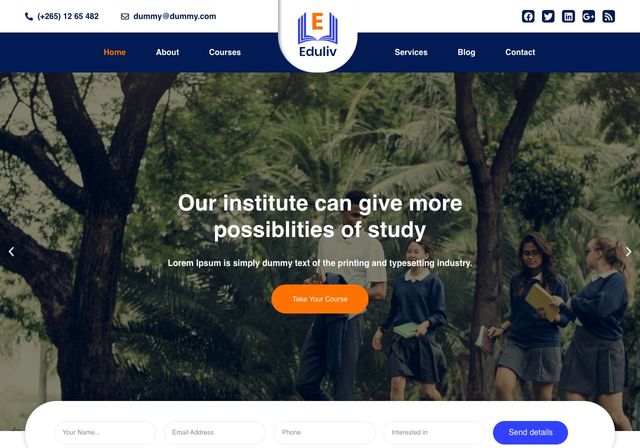 (+265) 12 65 482
dummy@dummy.com
E
Eduliv
Home
About
Courses
Services
Blog
Contact
Our institute can give more
possiblities of study
Lorem Ipsum is simply dummy text of the printing and typesetting industry.
Take Your Course
Your Name...
Email Address
Phone
Interested in
Send details